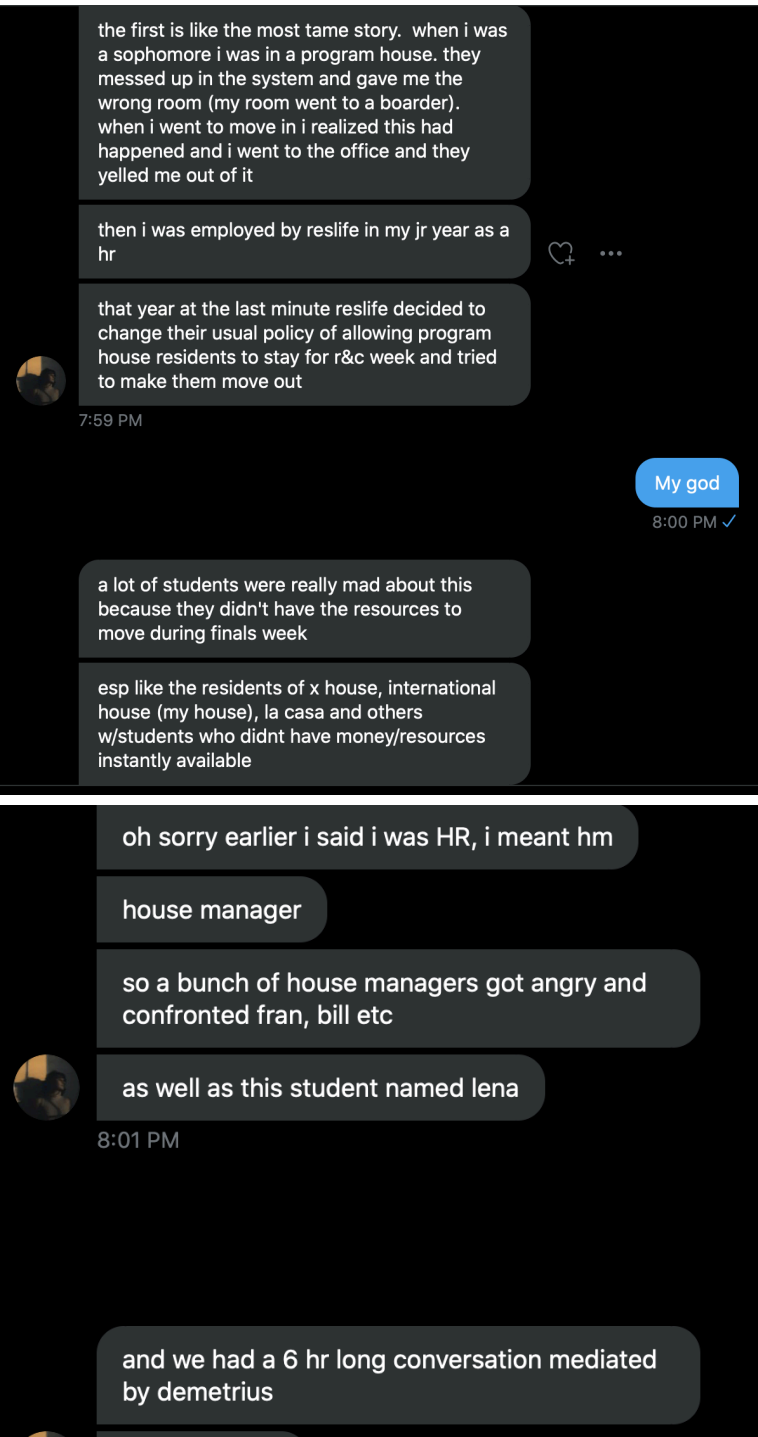 the first is like the most tame story.  when i was
a sophomore i was in a program house. they
messed up in the system and gave me the
wrong room (my room went to a boarder).
when i went to move in i realized this had
happened and i went to the office and they
yelled me out of it
then i was employed by reslife in my jr year as a
hr
that year at the last minute reslife decided to
change their usual policy of allowing program
house residents to stay for r&c week and tried
to make them move out
7:59 PM
My god
8:00 PM ✓
a lot of students were really mad about this
because they didn't have the resources to
move during finals week
esp like the residents of x house, international
house (my house), la casa and others
w/students who didnt have money/resources
instantly available
oh sorry earlier i said i was HR, i meant hm
house manager
so a bunch of house managers got angry and
confronted fran, bill etc
as well as this student named lena
8:01 PM
and we had a 6 hr long conversation mediated
by demetrius